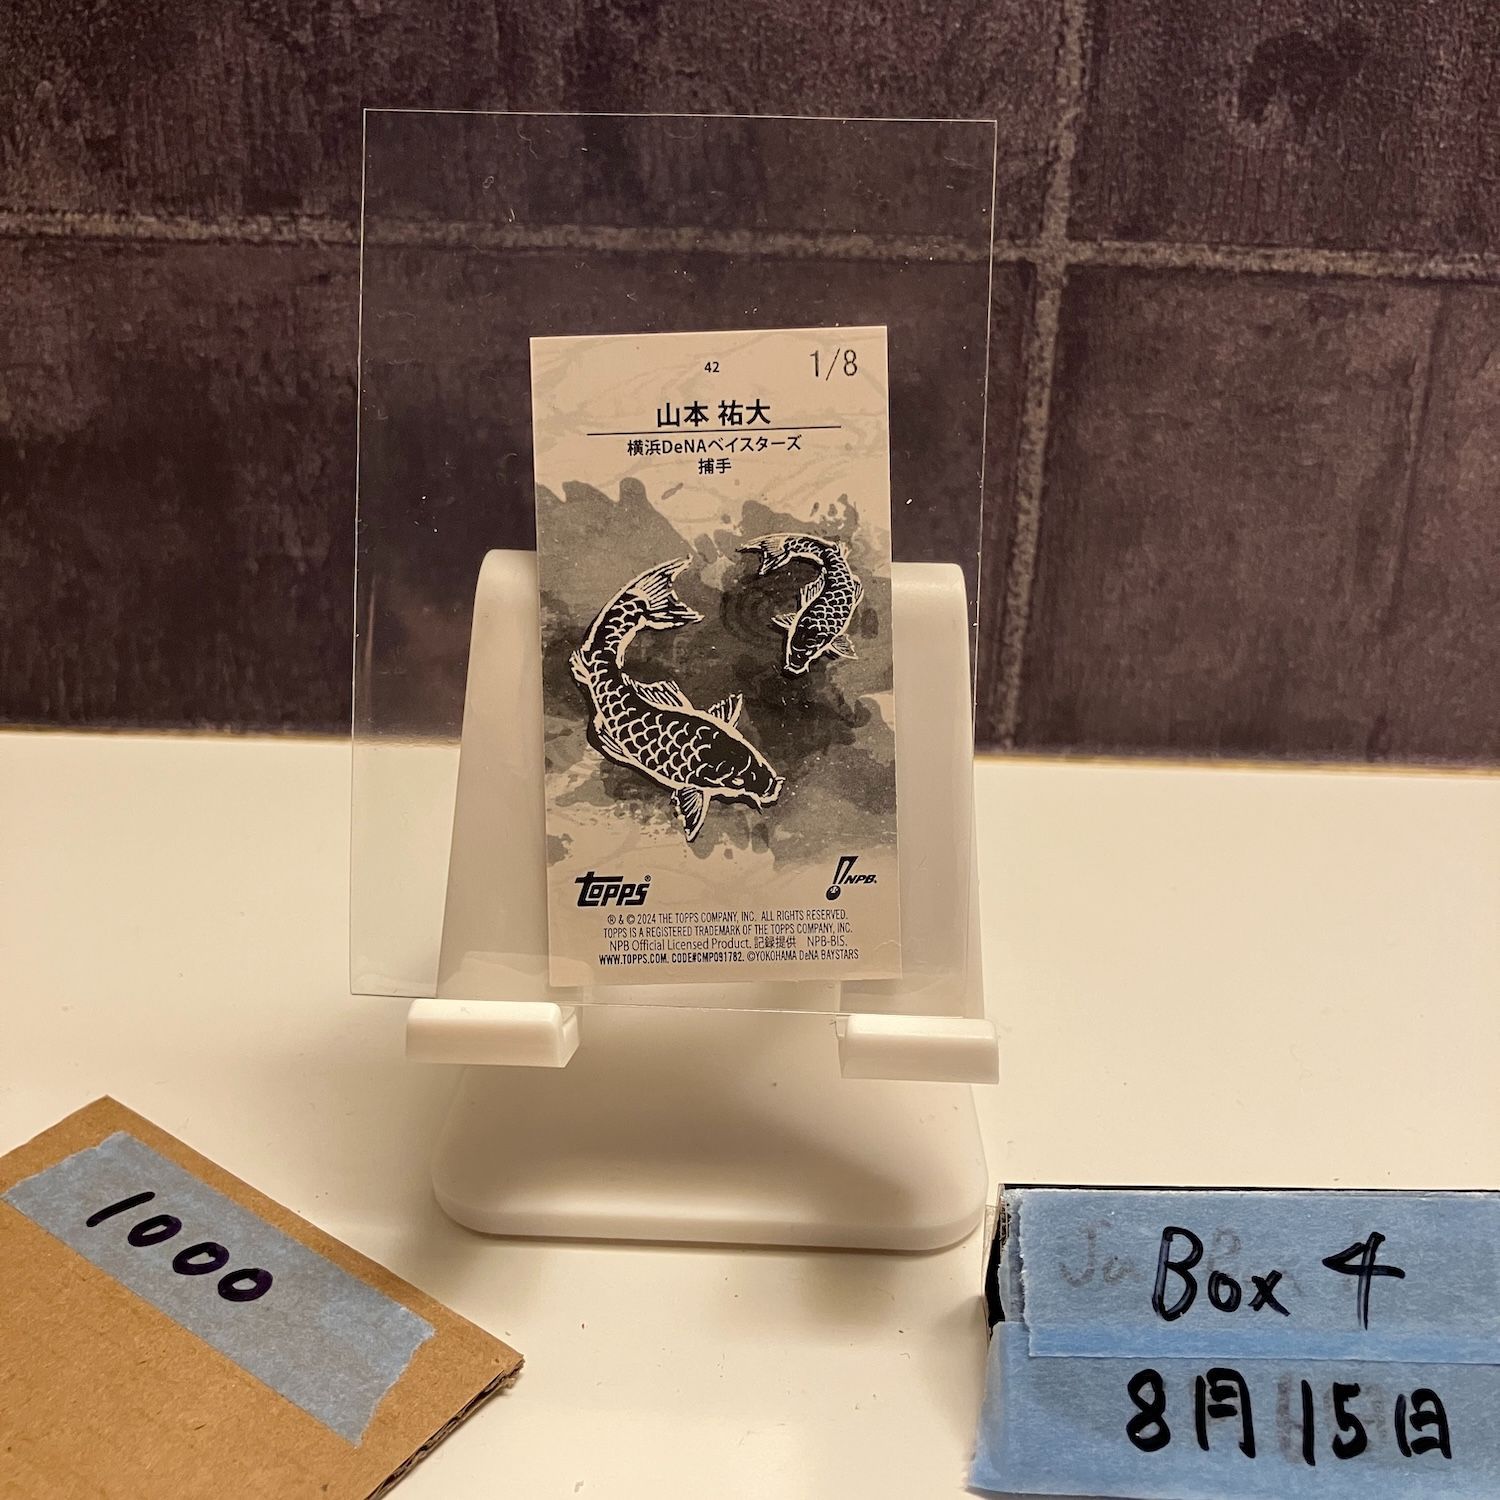 42
1/8
山本 祐大
横浜DeNAベイスターズ
捕手
TOPPS®
NPB.
® & © 2024 THE TOPPS COMPANY, INC. ALL RIGHTS RESERVED.
TOPPS IS A REGISTERED TRADEMARK OF THE TOPPS COMPANY, INC.
NPB Official Licensed Product. 記録提供 NPB-BIS.
WWW.TOPPS.COM. CODE#CMP091782. ©YOKOHAMA DeNA BAYSTARS
1000
Box 4
8月15日